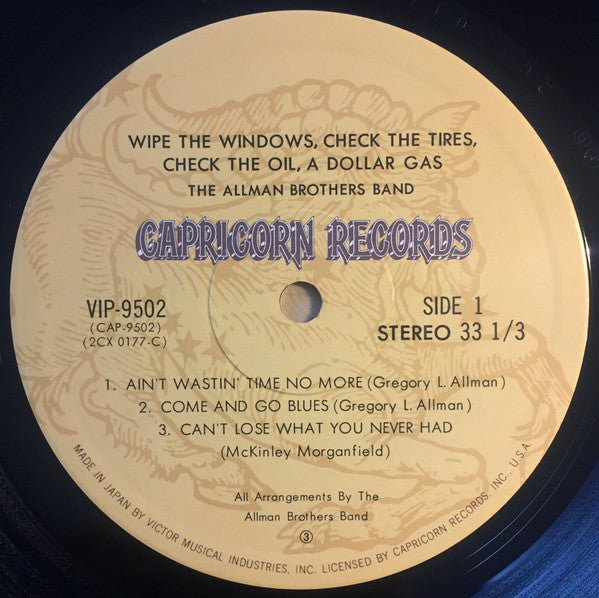 WIPE THE WINDOWS, CHECK THE TIRES,
CHECK THE OIL, A DOLLAR GAS
THE ALLMAN BROTHERS BAND
CAPRICORN RECORDS
VIP-9502
(CAP-9502)
(2CX 0177-C)
SIDE 1
STEREO 33 1/3
1. AIN'T WASTIN' TIME NO MORE (Gregory L. Allman)
2. COME AND GO BLUES (Gregory L. Allman)
3. CAN'T LOSE WHAT YOU NEVER HAD
(McKinley Morganfield)
All Arrangements By The
Allman Brothers Band
③
MADE IN JAPAN BY VICTOR MUSICAL INDUSTRIES, INC. LICENSED BY CAPRICORN RECORDS, INC., U.S.A.